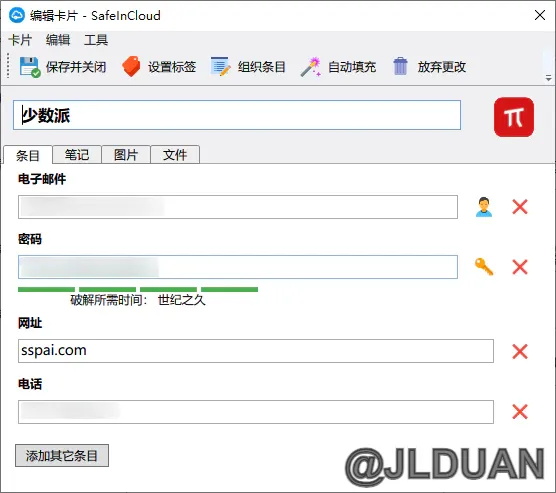 编辑卡片 - SafeInCloud
卡片 编辑 工具
保存并关闭 设置标签 组织条目 自动填充 放弃更改
少数派
条目 笔记 图片 文件
电子邮件
密码
破解所需时间： 世纪之久
网址
sspai.com
电话
添加其它条目
@JLDUAN